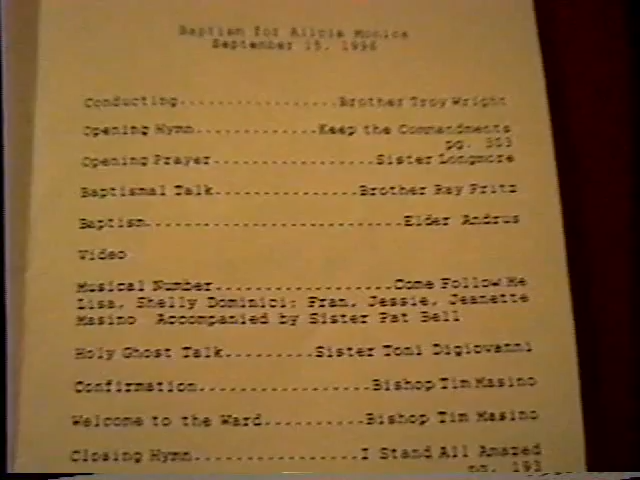 Baptism for Alicia Monica
September 15, 1996
Conducting.................Brother Troy Wright
Opening Hymn.............Keep the Commandments
pg. 303
Opening Prayer.................Sister Longmore
Baptismal Talk...............Brother Ray Fritz
Baptism...........................Elder Andrus
Video
Musical Number...................Come Follow Me
Lisa, Shelly Dominici; Fran, Jessie, Jeanette
Masino Accompanied by Sister Pat Bell
Holy Ghost Talk.........Sister Toni Digiovanni
Confirmation..................Bishop Tim Masino
Welcome to the Ward...........Bishop Tim Masino
Closing Hymn.................I Stand All Amazed
pg. 193